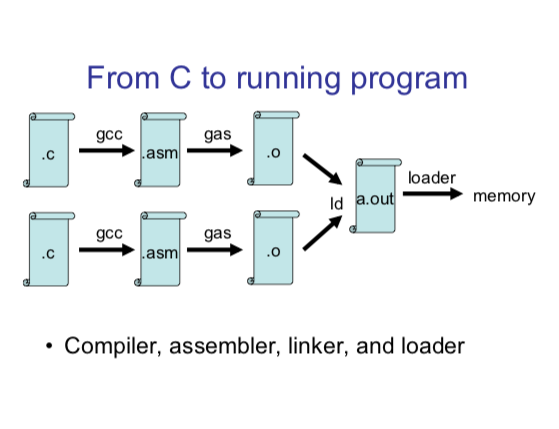 From C to running program
gcc gas
.c .asm .o
loader
ld a.out memory
gcc gas
.c .asm .o
• Compiler, assembler, linker, and loader